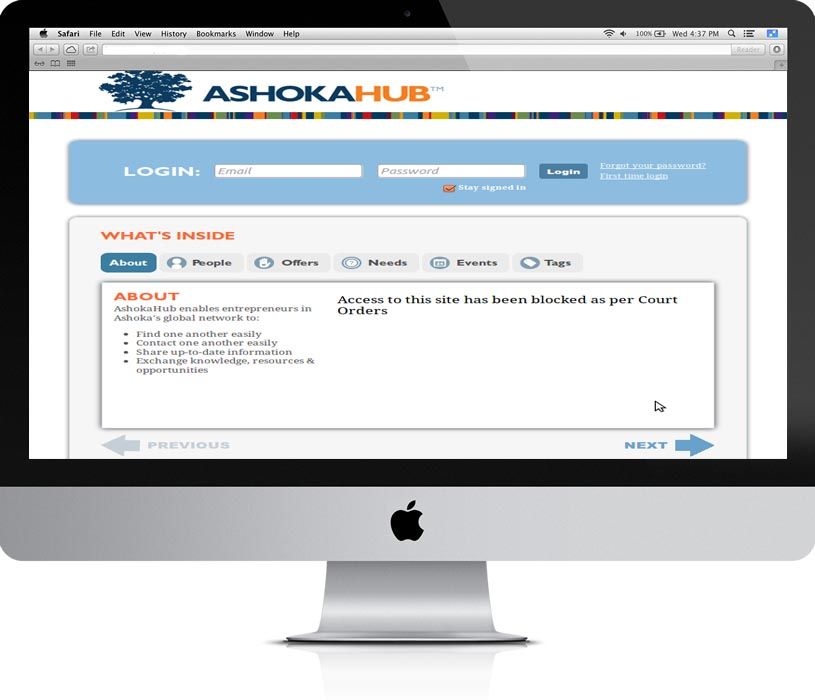 Safari File Edit View History Bookmarks Window Help 100% Wed 4:37 PM
Reader
ASHOKAHUB™
LOGIN: Email Password Login Forgot your password?
First time login
Stay signed in
WHAT'S INSIDE
About People Offers Needs Events Tags
ABOUT
AshokaHub enables entrepreneurs in
Ashoka's global network to:
• Find one another easily
• Contact one another easily
• Share up-to-date information
• Exchange knowledge, resources &
opportunities
Access to this site has been blocked as per Court
Orders
PREVIOUS NEXT